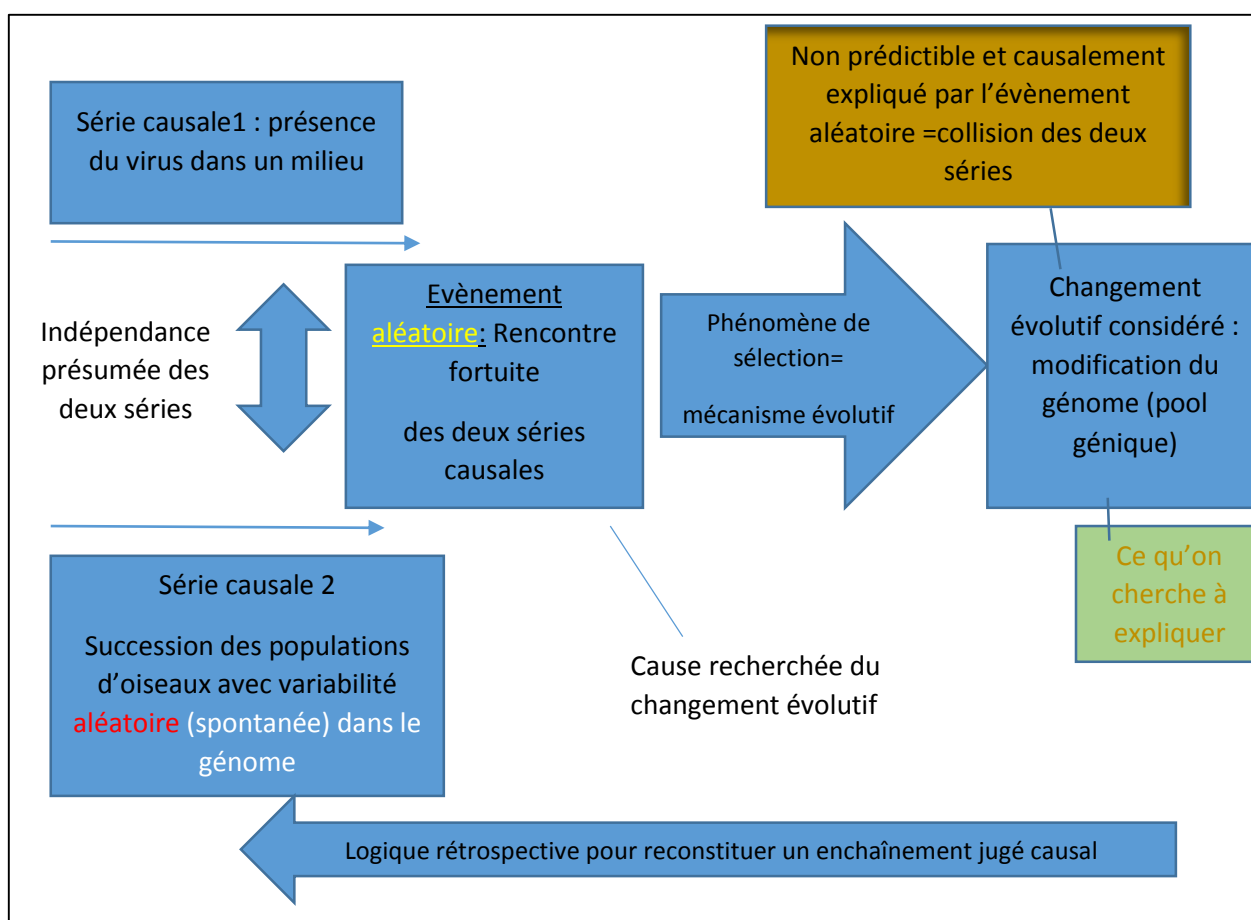 Série causale1 : présence
du virus dans un milieu
Non prédictible et causalement
expliqué par l'évènement
aléatoire =collision des deux
séries
Indépendance
présumée des
deux séries
Evènement
aléatoire: Rencontre
fortuite
des deux séries
causales
Phénomène de
sélection=
mécanisme évolutif
Changement
évolutif considéré :
modification du
génome (pool
génique)
Ce qu'on
cherche à
expliquer
Série causale 2
Succession des populations
d'oiseaux avec variabilité
aléatoire (spontanée) dans le
génome
Cause recherchée du
changement évolutif
Logique rétrospective pour reconstituer un enchaînement jugé causal